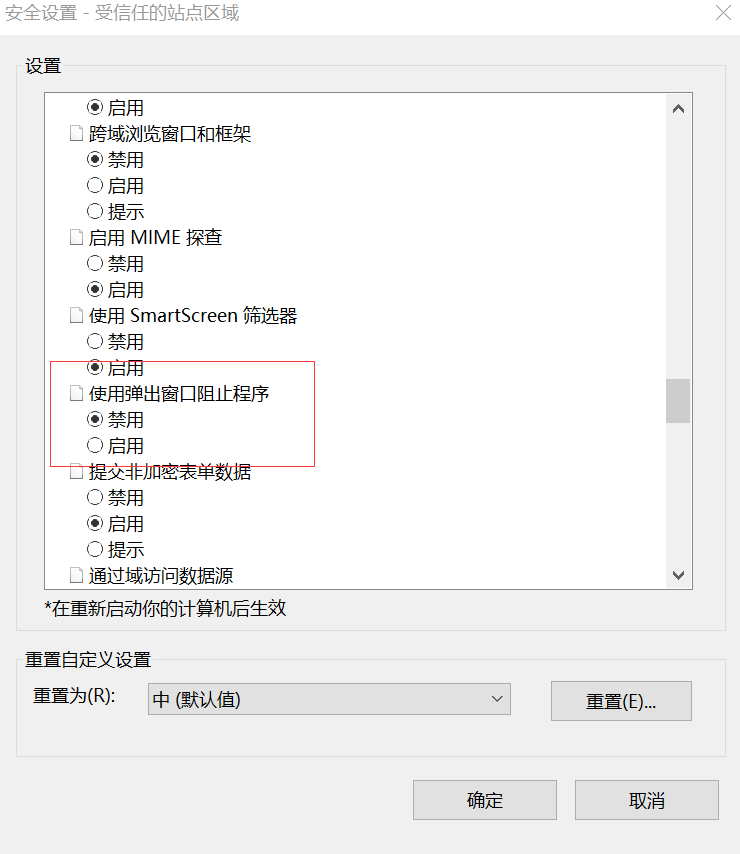 安全设置 - 受信任的站点区域
设置
启用
跨域浏览窗口和框架
禁用
启用
提示
启用 MIME 探查
禁用
启用
使用 SmartScreen 筛选器
禁用
启用
使用弹出窗口阻止程序
禁用
启用
提交非加密表单数据
禁用
启用
提示
通过域访问数据源
*在重新启动你的计算机后生效
重置自定义设置
重置为(R): 中 (默认值) 重置(E)...
确定 取消